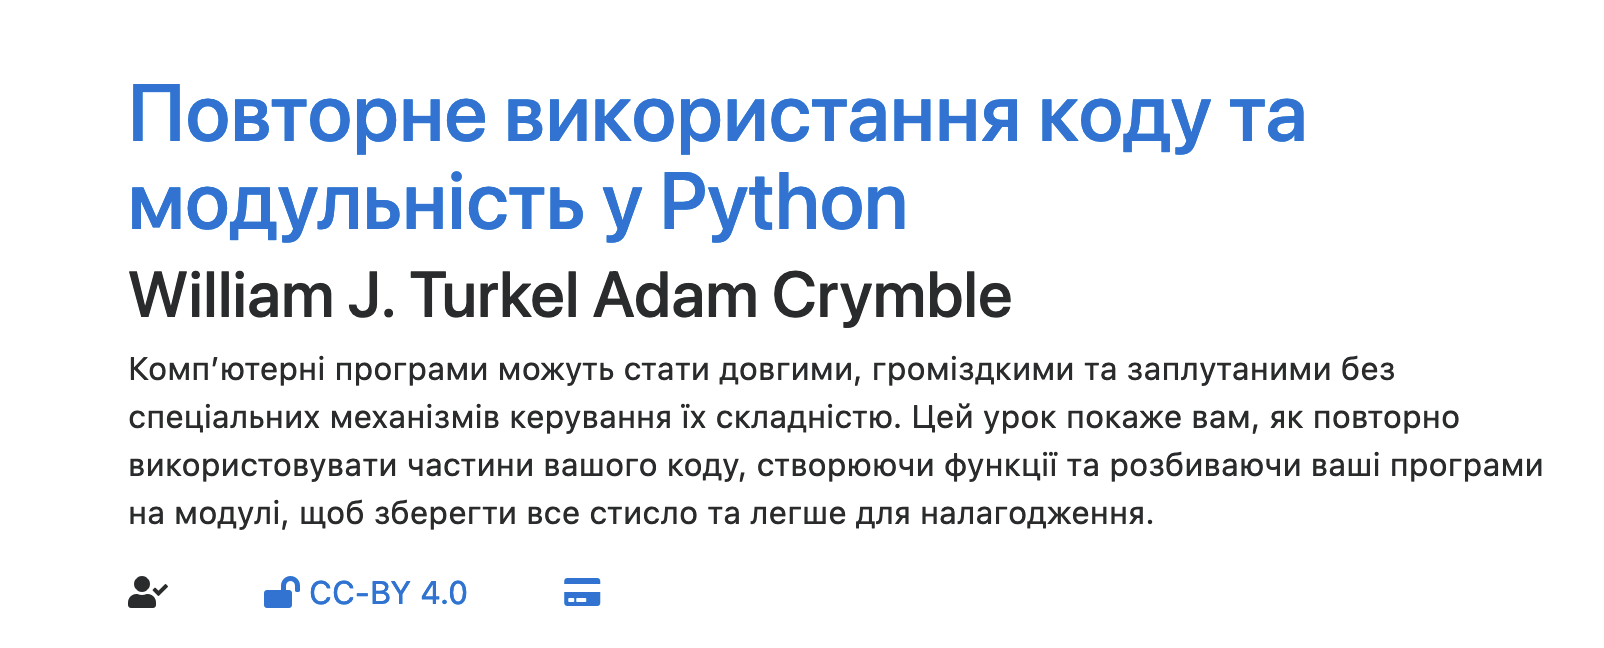 Повторне використання коду та
модульність у Python
William J. Turkel Adam Crymble
Комп’ютерні програми можуть стати довгими, громіздкими та заплутаними без
спеціальних механізмів керування їх складністю. Цей урок покаже вам, як повторно
використовувати частини вашого коду, створюючи функції та розбиваючи ваші програми
на модулі, щоб зберегти все стисло та легше для налагодження.
CC-BY 4.0